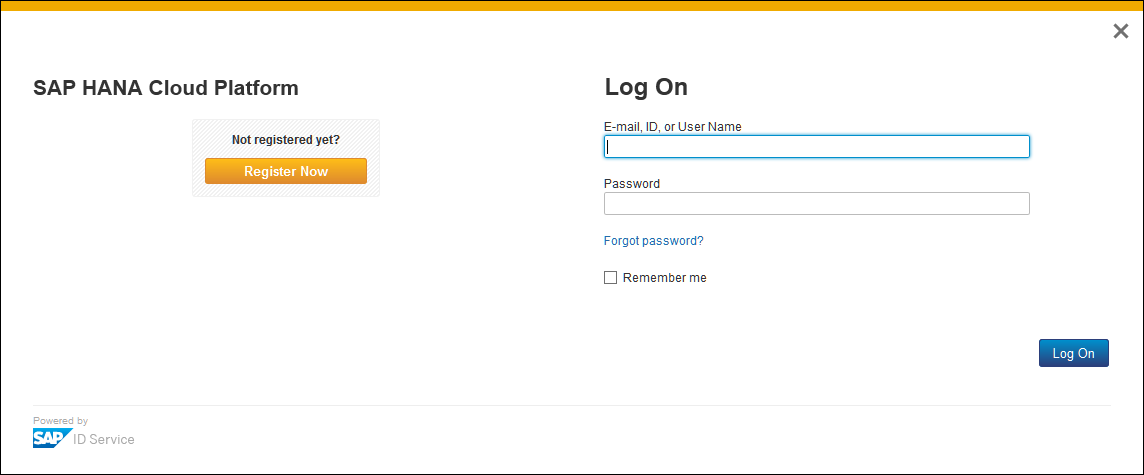 SAP HANA Cloud Platform
Not registered yet?
Register Now
Log On
E-mail, ID, or User Name
Password
Forgot password?
Remember me
Log On
Powered by
SAP ID Service